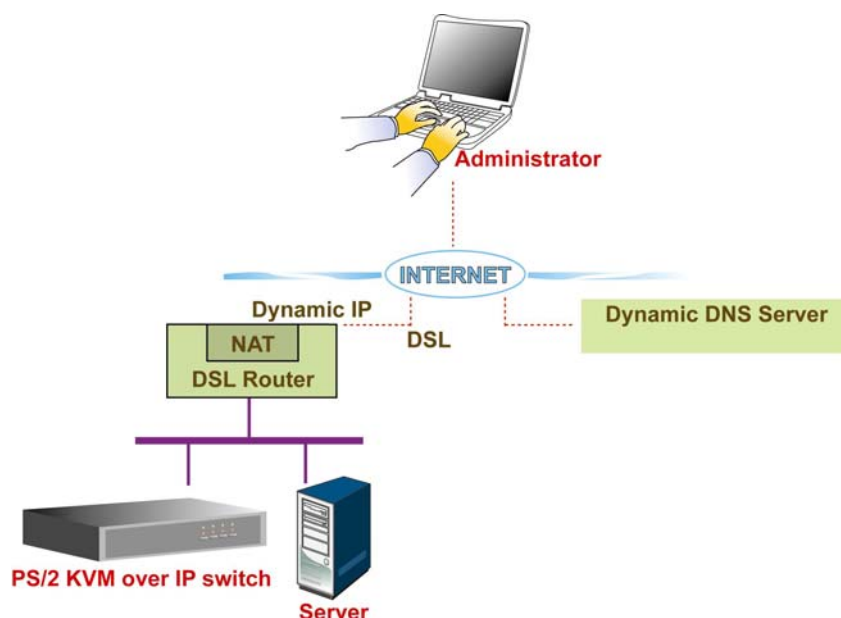 Administrator
INTERNET
Dynamic IP
DSL
Dynamic DNS Server
NAT
DSL Router
PS/2 KVM over IP switch
Server